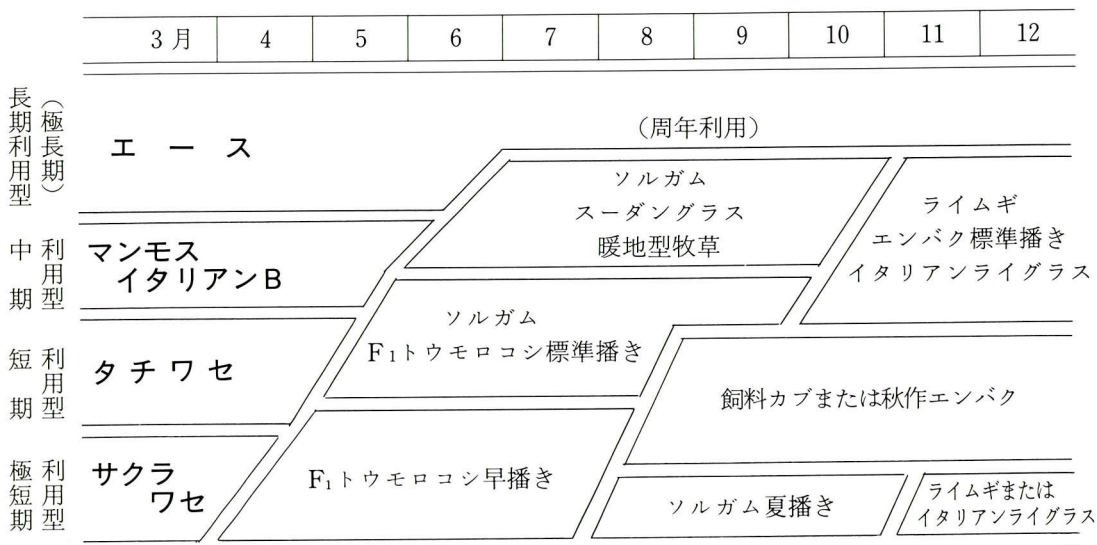 3月 4 5 6 7 8 9 10 11 12
長期利用型
(極長期)
エース
(周年利用)
ソルガム
スーダングラス
暖地型牧草
ライムギ
エンバク標準播き
イタリアンライグラス
中期利用型
マンモス
イタリアンB
ソルガム
F₁トウモロコシ標準播き
短期利用型
タチワセ
飼料カブまたは秋作エンバク
極短期利用型
サクラ
ワセ
F₁トウモロコシ早播き
ソルガム夏播き
ライムギまたは
イタリアンライグラス